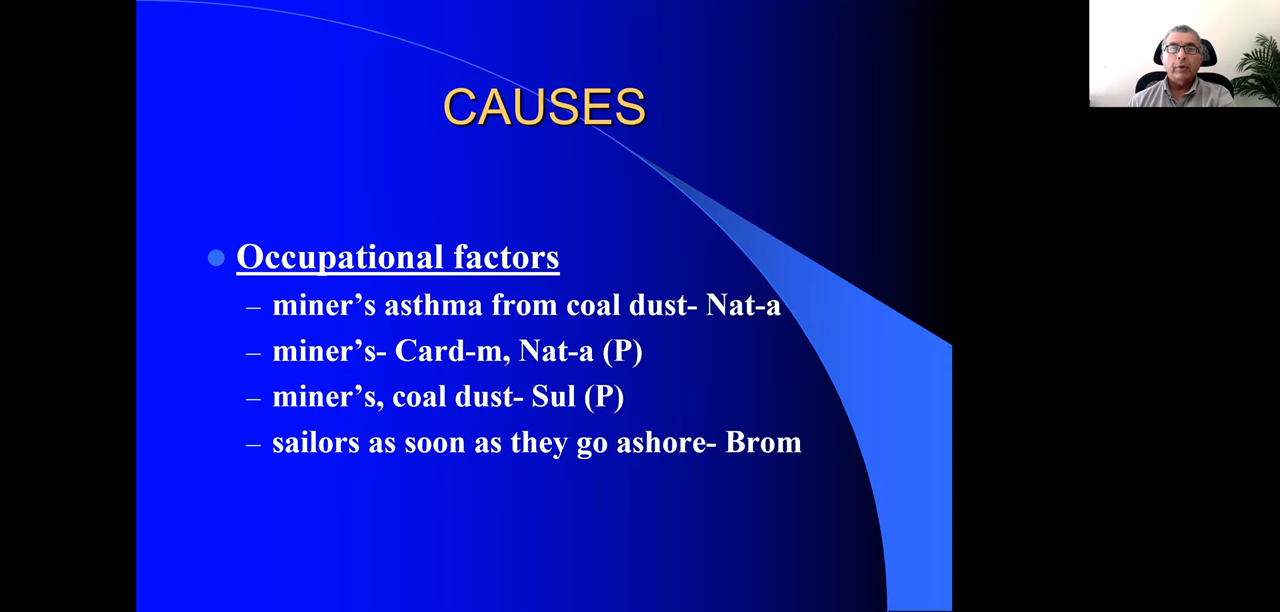 CAUSES
Occupational factors
– miner’s asthma from coal dust- Nat-a
– miner’s- Card-m, Nat-a (P)
– miner’s, coal dust- Sul (P)
– sailors as soon as they go ashore- Brom